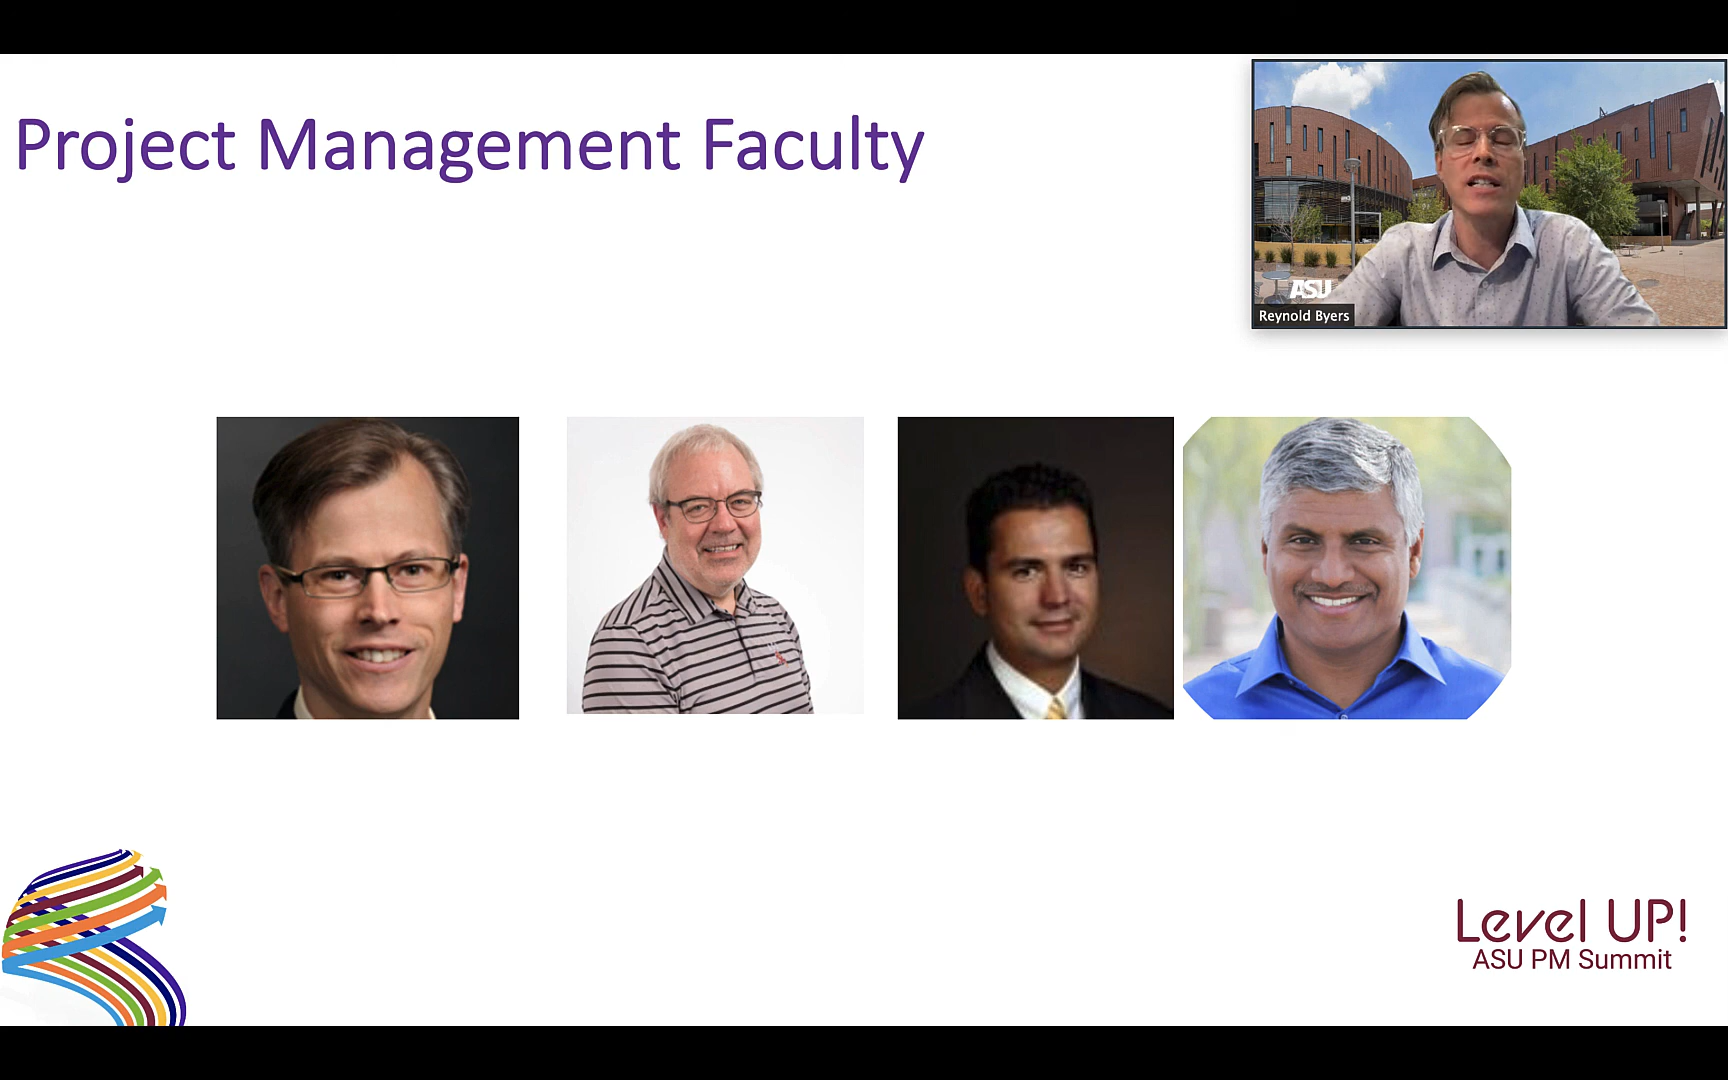 Project Management Faculty
ASU
Reynold Byers
Level UP!
ASU PM Summit